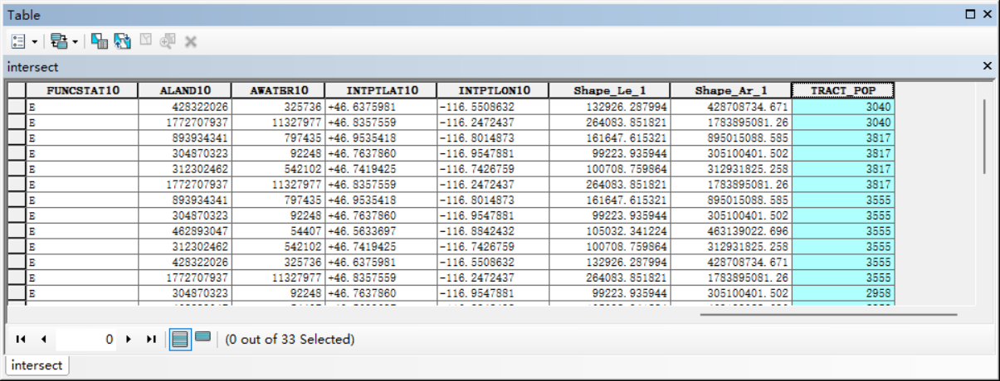 Table
intersect
FUNCSTAT10 ALAND10 AWATER10 INTPTLAT10 INTPTLON10 Shape_Le_1 Shape_Ar_1 TRACT_POP
E 428322026 325736 +46.6375981 -116.5508632 132926.287994 428708734.671 3040
E 1772707937 11327977 +46.8357559 -116.2472437 264083.851821 1783895081.26 3040
E 893934341 797435 +46.9535418 -116.8014873 161647.615321 895015088.585 3817
E 304870323 92248 +46.7637860 -116.9547881 99223.935944 305100401.502 3817
E 312302462 542102 +46.7419425 -116.7426759 100708.759864 312931825.258 3817
E 1772707937 11327977 +46.8357559 -116.2472437 264083.851821 1783895081.26 3817
E 893934341 797435 +46.9535418 -116.8014873 161647.615321 895015088.585 3555
E 304870323 92248 +46.7637860 -116.9547881 99223.935944 305100401.502 3555
E 462893047 54407 +46.5633697 -116.8842432 105032.341224 463139022.696 3555
E 312302462 542102 +46.7419425 -116.7426759 100708.759864 312931825.258 3555
E 428322026 325736 +46.6375981 -116.5508632 132926.287994 428708734.671 3555
E 1772707937 11327977 +46.8357559 -116.2472437 264083.851821 1783895081.26 3555
E 304870323 92248 +46.7637860 -116.9547881 99223.935944 305100401.502 2958
0 (0 out of 33 Selected)
intersect